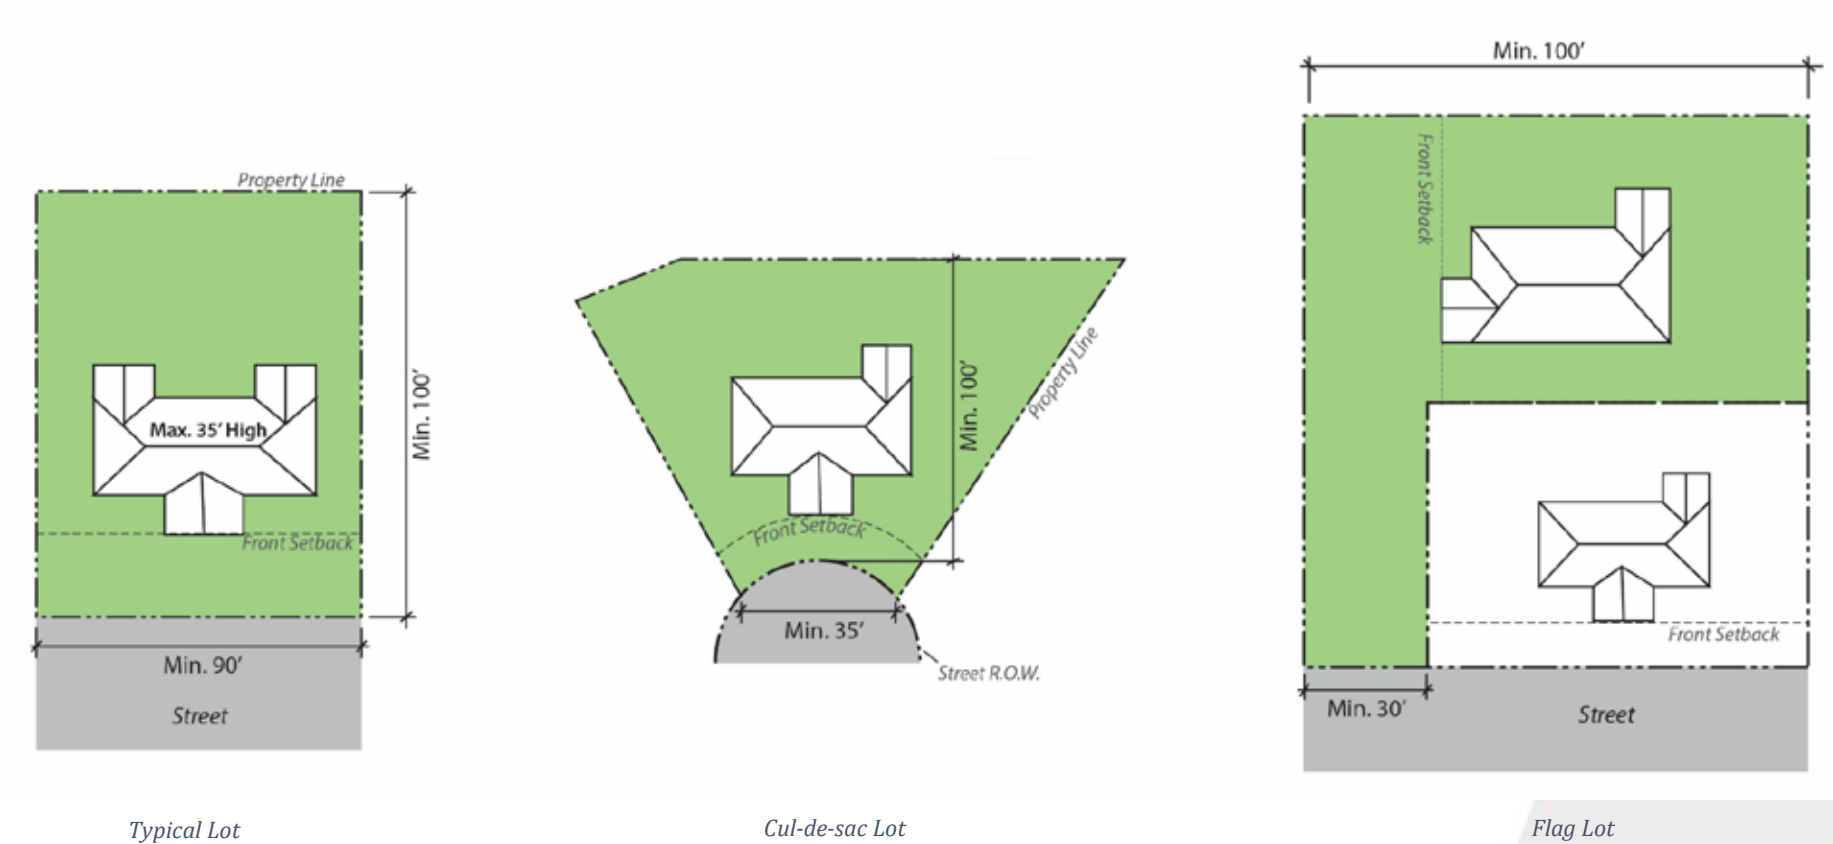 Property Line
Max. 35' High
Front Setback
Min. 100'
Min. 90'
Street
Typical Lot
Front Setback
Min. 100'
Property Line
Min. 35'
Street R.O.W.
Cul-de-sac Lot
Min. 100'
Front Setback
Front Setback
Min. 30'
Street
Flag Lot